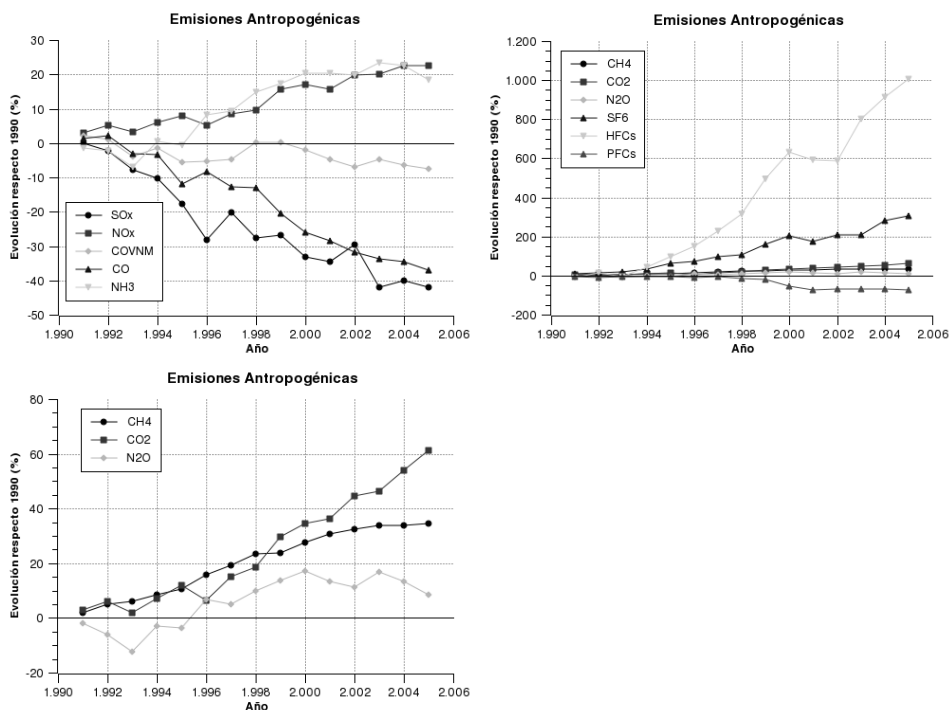 Emisiones Antropogénicas
Evolución respecto 1990 (%)
30
20
10
0
-10
-20
-30
-40
-50
SOx
NOx
COVNM
CO
NH3
1.990 1.992 1.994 1.996 1.998 2.000 2.002 2.004 2.006
Año
Emisiones Antropogénicas
Evolución respecto 1990 (%)
1.200
1.000
800
600
400
200
0
-200
CH4
CO2
N2O
SF6
HFCs
PFCs
1.990 1.992 1.994 1.996 1.998 2.000 2.002 2.004 2.006
Año
Emisiones Antropogénicas
Evolución respecto 1990 (%)
80
60
40
20
0
-20
CH4
CO2
N2O
1.990 1.992 1.994 1.996 1.998 2.000 2.002 2.004 2.006
Año